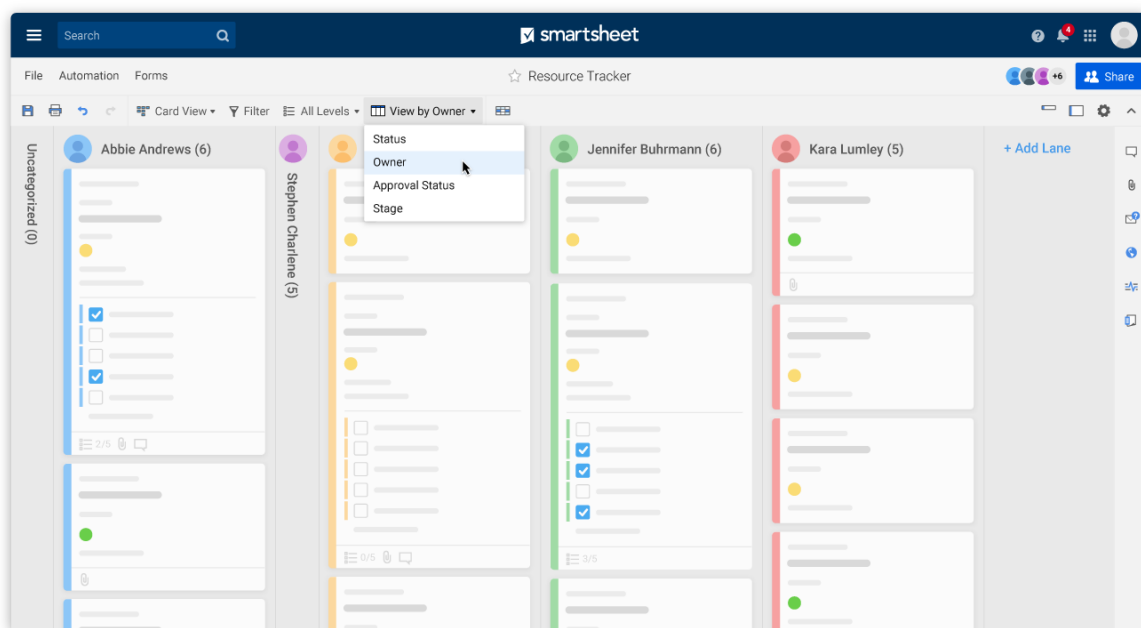 Search
smartsheet
4
File Automation Forms
Resource Tracker
+6
Share
Card View
Filter
All Levels
View by Owner
Status
Owner
Approval Status
Stage
Uncategorized (0)
Abbie Andrews (6)
Stephen Charlene (5)
Jennifer Buhrmann (6)
Kara Lumley (5)
+ Add Lane
2/5
0/5
3/5